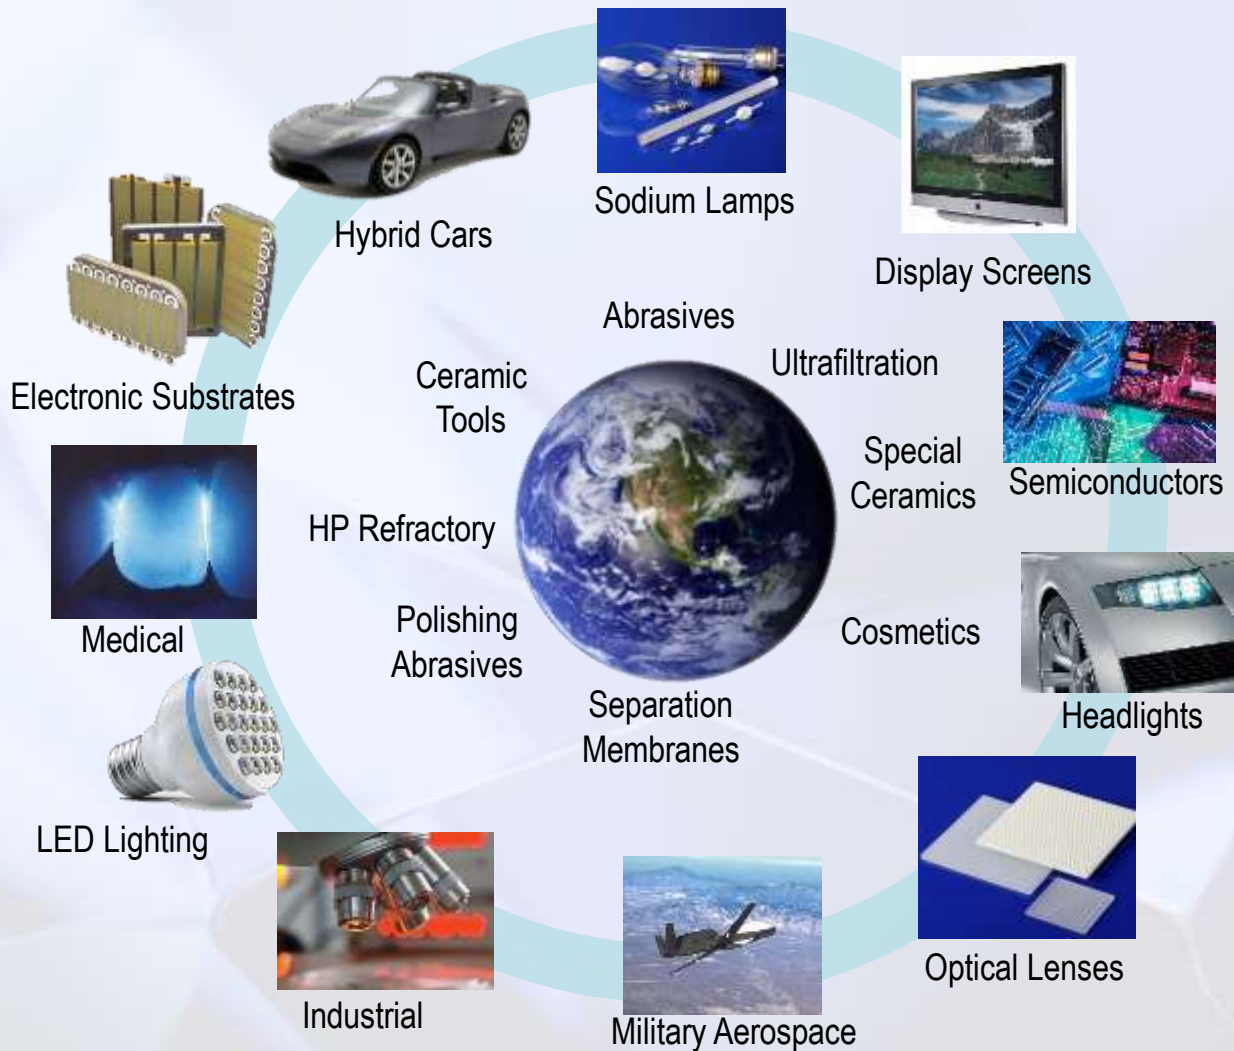 Sodium Lamps
Hybrid Cars
Display Screens
Abrasives
Ultrafiltration
Ceramic
Tools
Electronic Substrates
Special
Ceramics
Semiconductors
HP Refractory
Medical
Polishing
Abrasives
Cosmetics
Separation
Membranes
Headlights
LED Lighting
Optical Lenses
Industrial
Military Aerospace